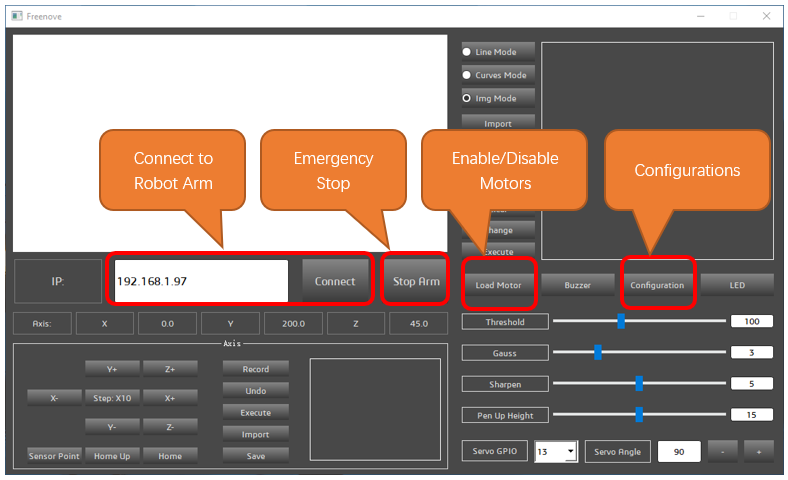 Freenove
Line Mode
Curves Mode
Img Mode
Import
Connect to
Robot Arm
Emergency
Stop
Enable/Disable
Motors
Configurations
Execute
IP:
192.168.1.97
Connect
Stop Arm
Load Motor
Buzzer
Configuration
LED
Axis:
X
0.0
Y
200.0
Z
45.0
Threshold
100
Gauss
3
Sharpen
5
Pen Up Height
15
Axis
Y+
Z+
Record
Undo
X-
Step: X10
X+
Execute
Y-
Z-
Import
Sensor Point
Home Up
Home
Save
Servo GPIO
13
Servo Angle
90
-
+